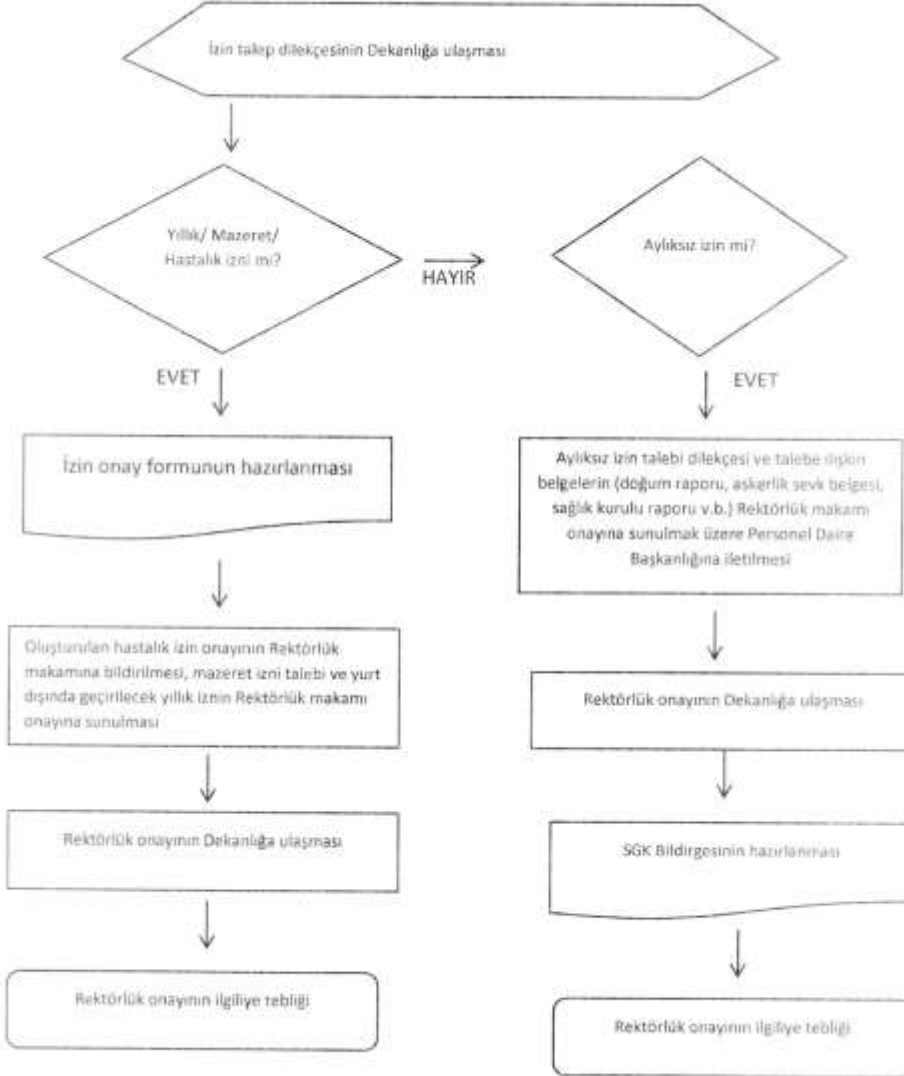 İzin talep dilekçesinin Dekanlığa ulaşması
Yıllık/ Mazeret/
Hastalık izni mi?
HAYIR
Aylıksız izin mi?
EVET
EVET
İzin onay formunun hazırlanması
Aylıksız izin talebi dilekçesi ve talebe ilişkin
belgelerin (doğum raporu, askerlik sevk belgesi,
sağlık kurulu raporu v.b.) Rektörlük makamı
onayına sunulmak üzere Personel Daire
Başkanlığına iletilmesi
Oluşturulan hastalık izin onayının Rektörlük
makamına bildirilmesi, mazeret izni talebi ve yurt
dışında geçirilecek yıllık iznin Rektörlük makamı
onayına sunulması
Rektörlük onayının Dekanlığa ulaşması
Rektörlük onayının Dekanlığa ulaşması
SGK Bildirgesinin hazırlanması
Rektörlük onayının ilgiliye tebliği
Rektörlük onayının ilgiliye tebliği